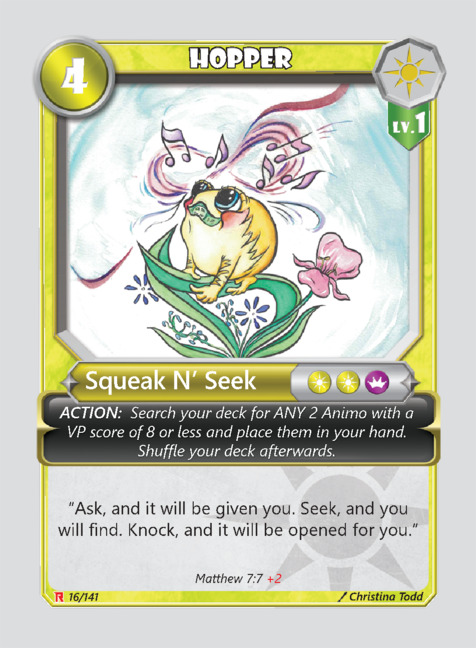 4
HOPPER
LV.1
Squeak N' Seek
ACTION: Search your deck for ANY 2 Animo with a
VP score of 8 or less and place them in your hand.
Shuffle your deck afterwards.
"Ask, and it will be given you. Seek, and you
will find. Knock, and it will be opened for you."
Matthew 7:7 +2
R 16/141
Christina Todd